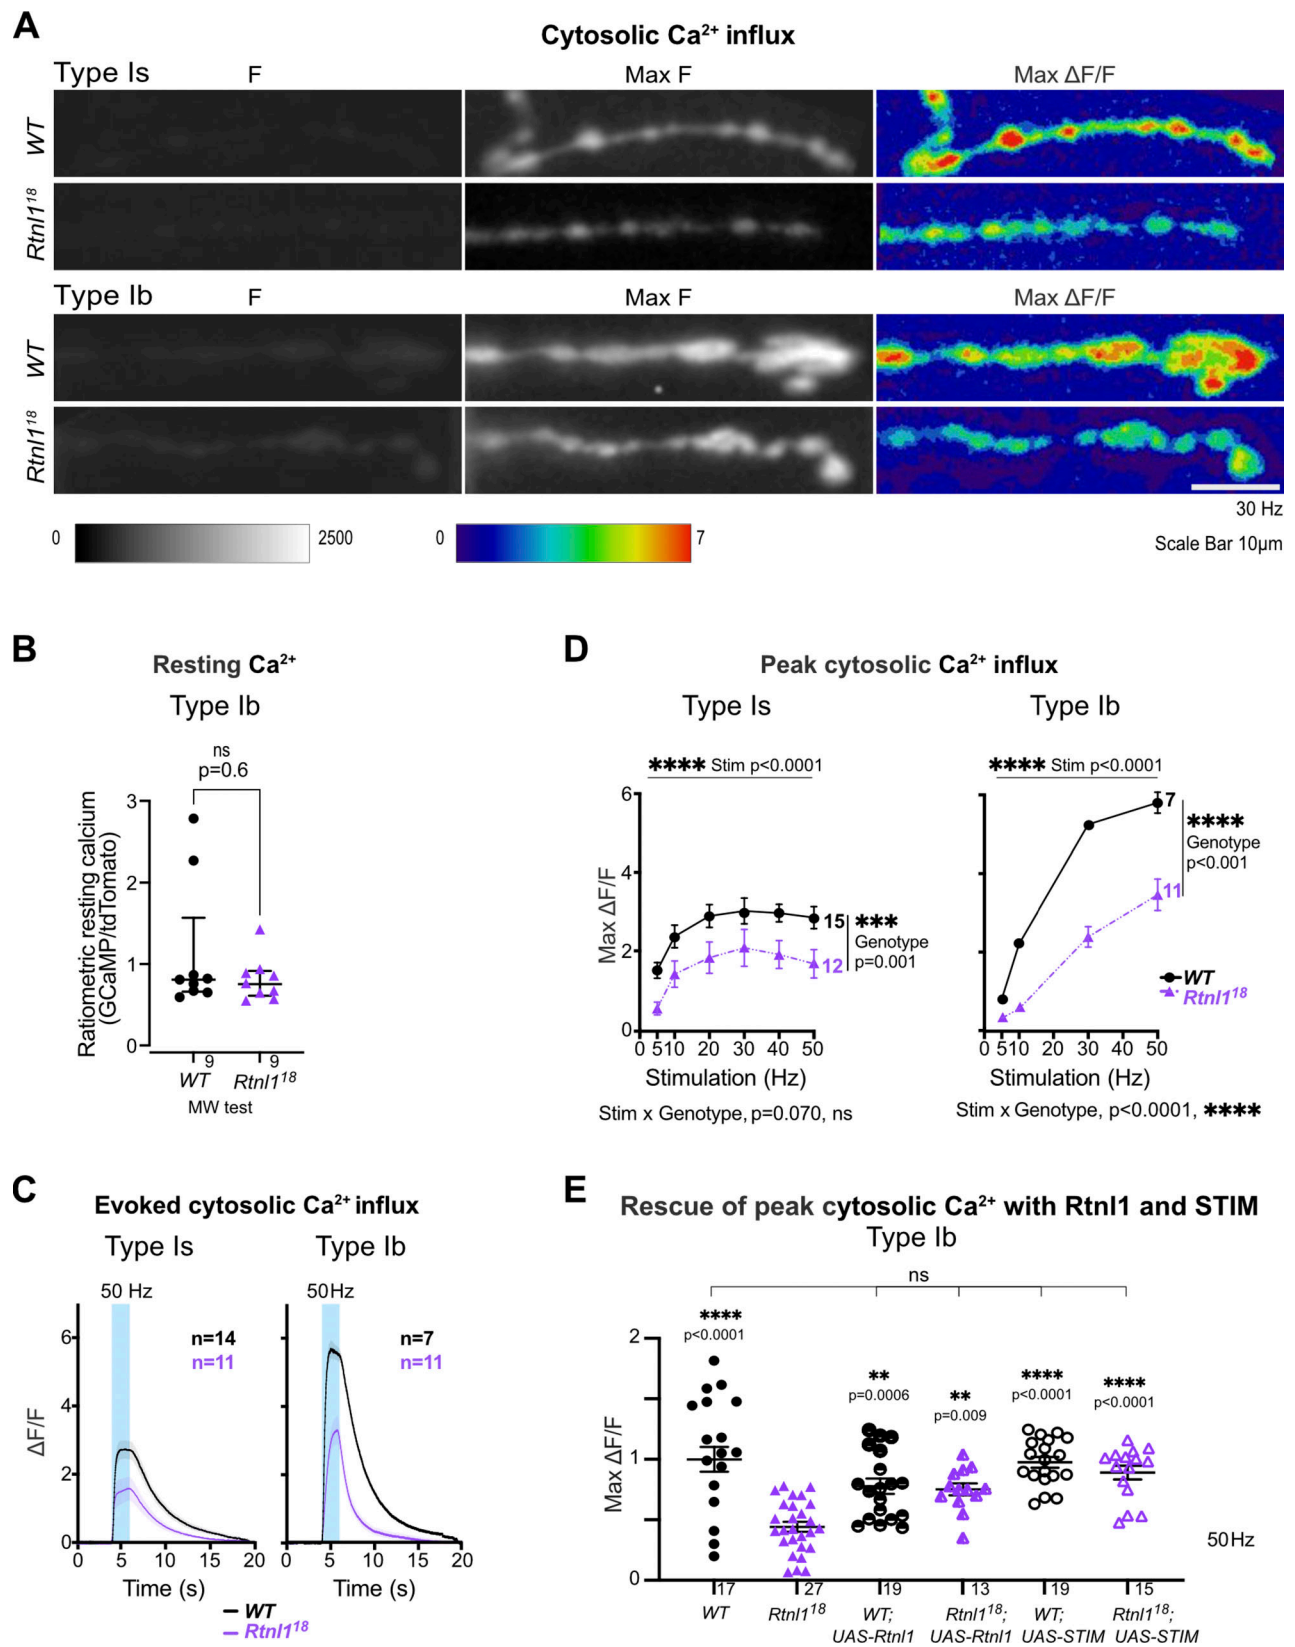 A
Cytosolic Ca²⁺ influx
Type Is
F
Max F
Max ΔF/F
WT
Rtnl1¹⁸
Type Ib
F
Max F
Max ΔF/F
WT
Rtnl1¹⁸
30 Hz
0
2500
0
7
Scale Bar 10µm
B
Resting Ca²⁺
Type Ib
ns
p=0.6
Ratiometric resting calcium
(GCaMP/tdTomato)
3
2
1
0
9
9
WT
Rtnl1¹⁸
MW test
D
Peak cytosolic Ca²⁺ influx
Type Is
Type Ib
**** Stim p<0.0001
**** Stim p<0.0001
Max ΔF/F
6
4
2
0
15
12
***
Genotype
p=0.001
7
11
****
Genotype
p<0.001
WT
Rtnl1¹⁸
0 5 10 20 30 40 50
0 5 10 20 30 40 50
Stimulation (Hz)
Stimulation (Hz)
Stim x Genotype, p=0.070, ns
Stim x Genotype, p<0.0001, ****
C
Evoked cytosolic Ca²⁺ influx
Type Is
Type Ib
50 Hz
50Hz
n=14
n=11
n=7
n=11
ΔF/F
6
4
2
0
0 5 10 15 20
0 5 10 15 20
Time (s)
Time (s)
WT
Rtnl1¹⁸
E
Rescue of peak cytosolic Ca²⁺ with Rtnl1 and STIM
Type Ib
ns
****
p<0.0001
**
p=0.0006
**
p=0.009
****
p<0.0001
****
p<0.0001
Max ΔF/F
2
1
0
50Hz
17
27
19
13
19
15
WT
Rtnl1¹⁸
WT;
UAS-Rtnl1
Rtnl1¹⁸;
UAS-Rtnl1
WT;
UAS-STIM
Rtnl1¹⁸;
UAS-STIM